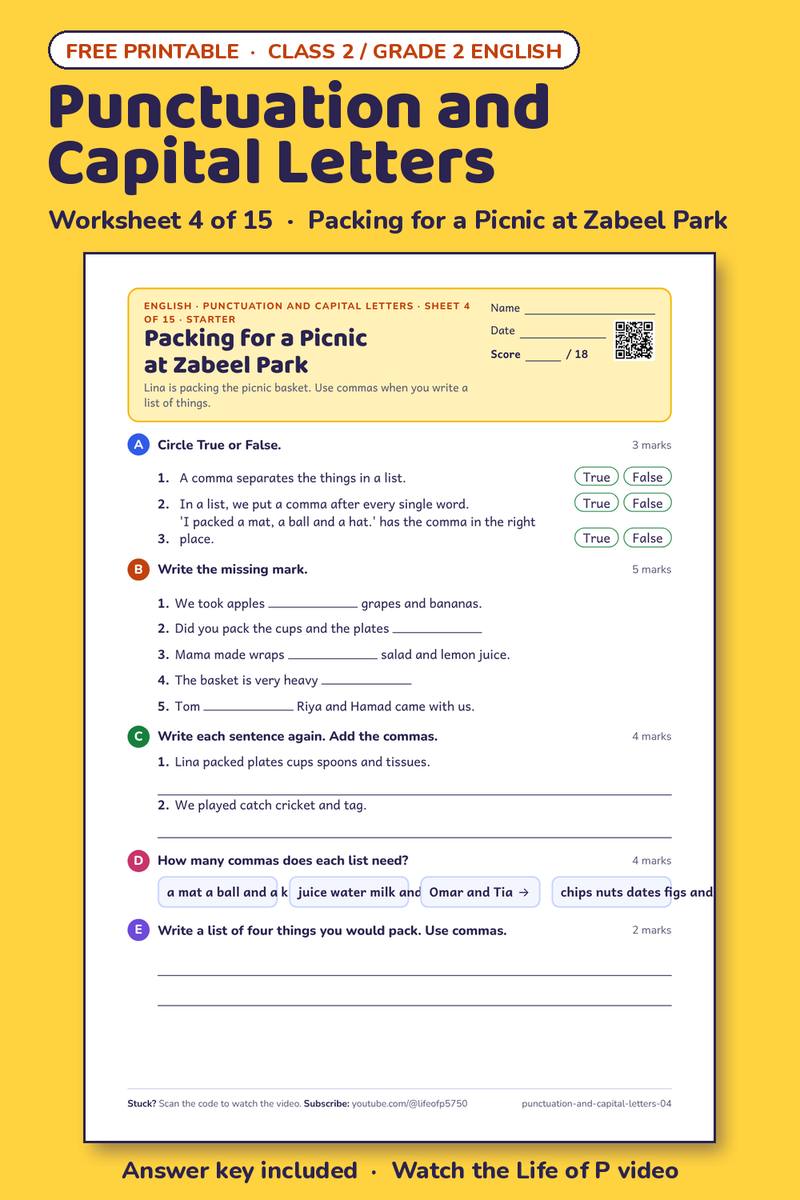 FREE PRINTABLE · CLASS 2 / GRADE 2 ENGLISH
Punctuation and
Capital Letters
Worksheet 4 of 15 · Packing for a Picnic at Zabeel Park
ENGLISH · PUNCTUATION AND CAPITAL LETTERS · SHEET 4
OF 15 · STARTER
Packing for a Picnic
at Zabeel Park
Lina is packing the picnic basket. Use commas when you write a
list of things.
Name
Date
Score / 18
A Circle True or False. 3 marks
1. A comma separates the things in a list. True False
2. In a list, we put a comma after every single word. True False
'I packed a mat, a ball and a hat.' has the comma in the right
3. place. True False
B Write the missing mark. 5 marks
1. We took apples ____________ grapes and bananas.
2. Did you pack the cups and the plates ____________
3. Mama made wraps ____________ salad and lemon juice.
4. The basket is very heavy ____________
5. Tom ____________ Riya and Hamad came with us.
C Write each sentence again. Add the commas. 4 marks
1. Lina packed plates cups spoons and tissues.
2. We played catch cricket and tag.
D How many commas does each list need? 4 marks
a mat a ball and a k juice water milk and Omar and Tia → chips nuts dates figs and
E Write a list of four things you would pack. Use commas. 2 marks
Stuck? Scan the code to watch the video. Subscribe: youtube.com/@lifeofp5750 punctuation-and-capital-letters-04
Answer key included · Watch the Life of P video